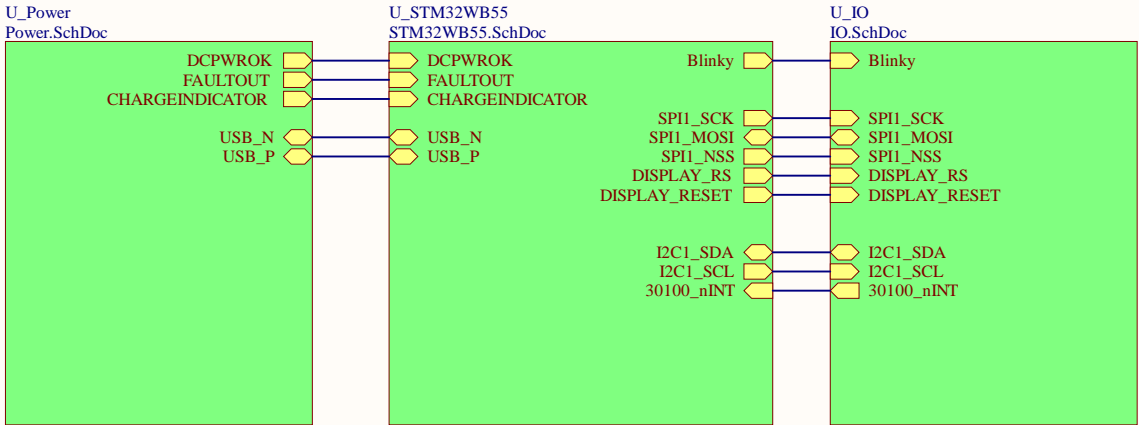 U_Power
Power.SchDoc
DCPWROK
FAULTOUT
CHARGEINDICATOR
USB_N
USB_P
U_STM32WB55
STM32WB55.SchDoc
DCPWROK
FAULTOUT
CHARGEINDICATOR
USB_N
USB_P
Blinky
SPI1_SCK
SPI1_MOSI
SPI1_NSS
DISPLAY_RS
DISPLAY_RESET
I2C1_SDA
I2C1_SCL
30100_nINT
U_IO
IO.SchDoc
Blinky
SPI1_SCK
SPI1_MOSI
SPI1_NSS
DISPLAY_RS
DISPLAY_RESET
I2C1_SDA
I2C1_SCL
30100_nINT